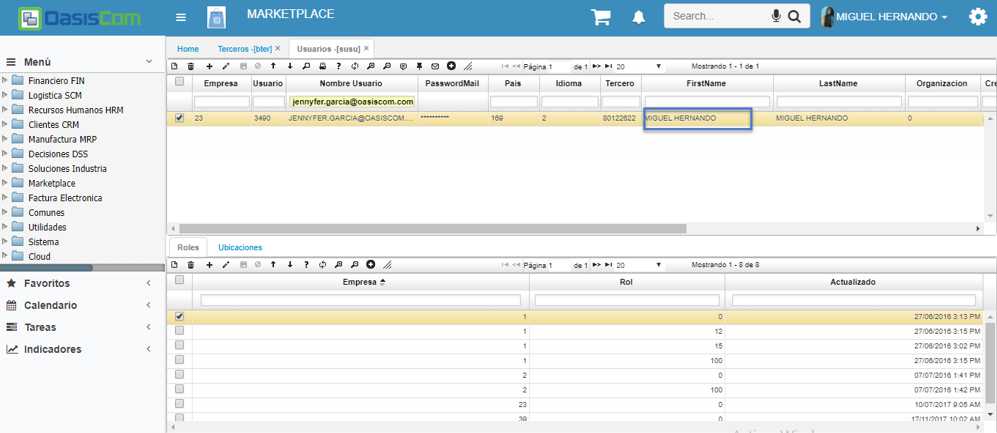 OasisCom
MARKETPLACE
Search...
MIGUEL HERNANDO
Menú
Financiero FIN
Logistica SCM
Recursos Humanos HRM
Clientes CRM
Manufactura MRP
Decisiones DSS
Soluciones Industria
Marketplace
Factura Electronica
Comunes
Utilidades
Sistema
Cloud
Favoritos
Calendario
Tareas
Indicadores
Home Terceros -[bter] × Usuarios -[susu] ×
Página 1 de 1 20 Mostrando 1 - 1 de 1
Empresa Usuario Nombre Usuario PasswordMail Pais Idioma Tercero FirstName LastName Organizacion Cre
jennyfer.garcia@oasiscom.com
23 3490 JENNYFER.GARCIA@OASISCOM.... ********** 169 2 80122622 MIGUEL HERNANDO MIGUEL HERNANDO 0
Roles Ubicaciones
Página 1 de 1 20 Mostrando 1 - 8 de 8
Empresa Rol Actualizado
1 0 27/06/2016 3:13 PM
1 12 27/06/2016 3:15 PM
1 15 27/06/2016 3:02 PM
1 100 27/06/2016 3:15 PM
2 0 07/07/2016 1:41 PM
2 100 07/07/2016 1:42 PM
23 0 10/07/2017 9:05 AM
39 0 17/11/2017 10:02 AM